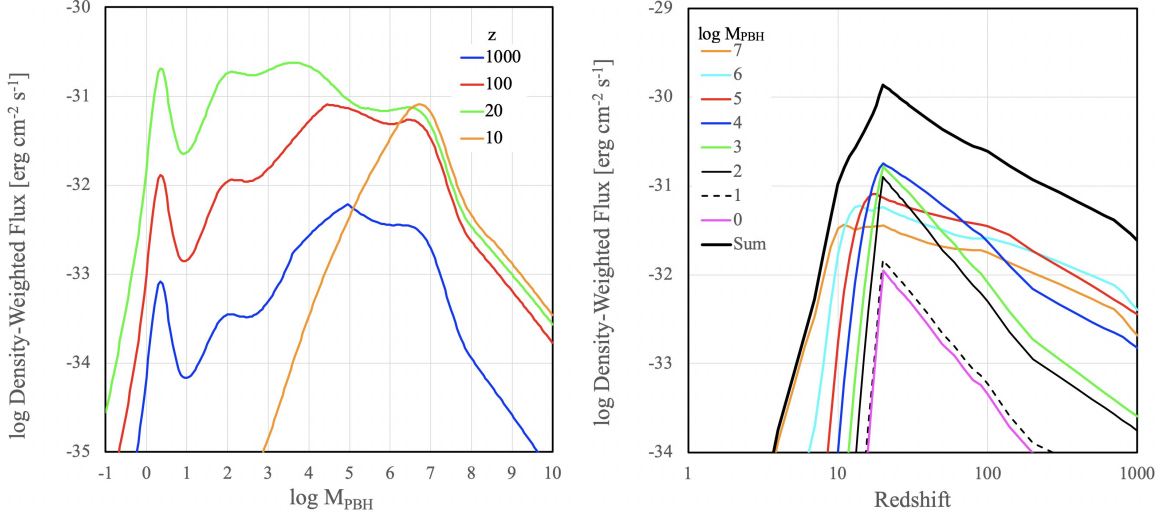 -30
-31
-32
-33
-34
-35
log Density-Weighted Flux [erg cm-2 s-1]
z
1000
100
20
10
-1 0 1 2 3 4 5 6 7 8 9 10
log MPBH
-29
-30
-31
-32
-33
-34
log Density-Weighted Flux [erg cm-2 s-1]
log MPBH
7
6
5
4
3
2
1
0
Sum
1 10 100 1000
Redshift